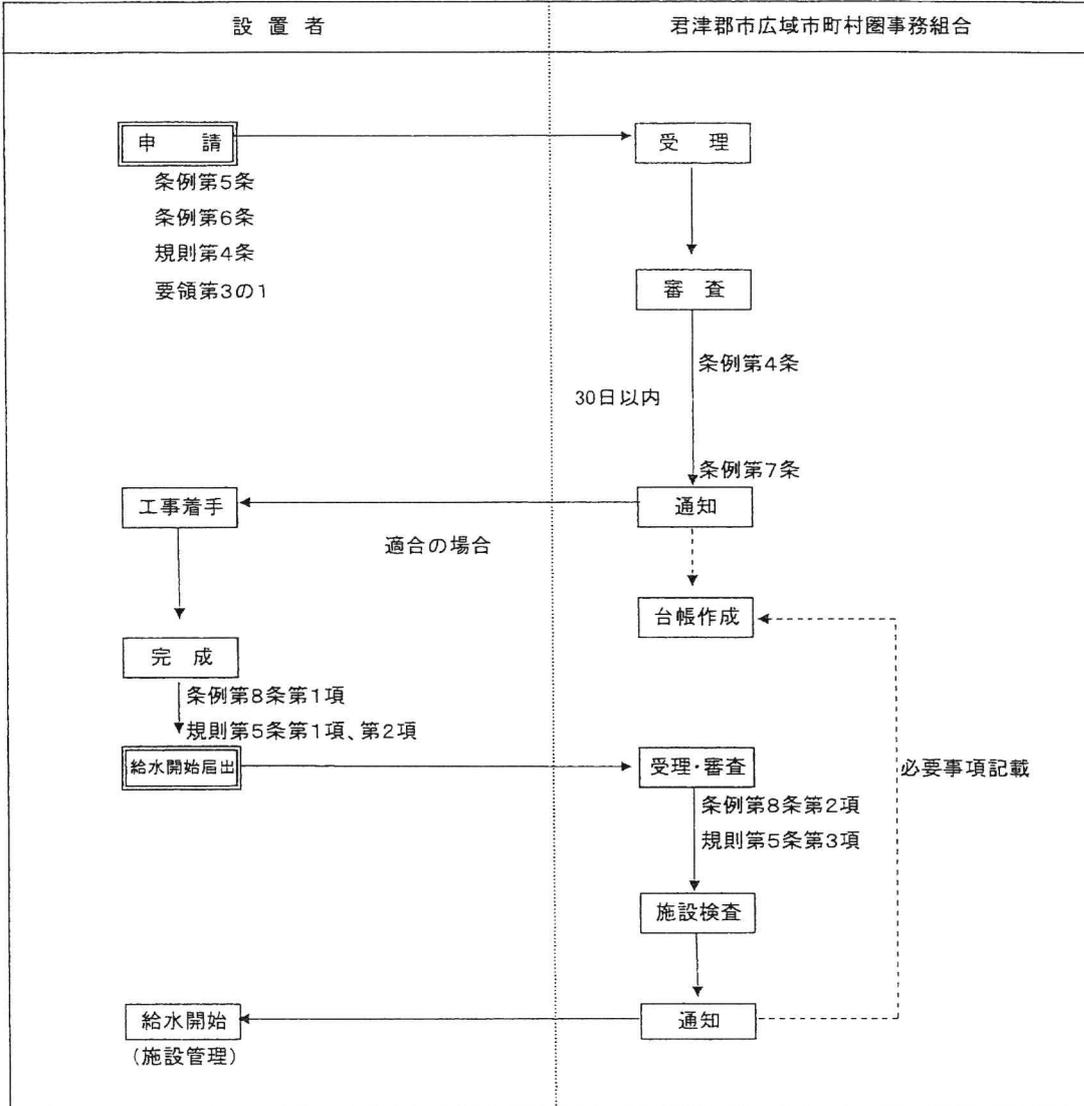 設置者
君津郡市広域市町村圏事務組合
申請
受理
条例第5条
条例第6条
規則第4条
要領第3の1
審査
条例第4条
30日以内
条例第7条
工事着手
通知
適合の場合
台帳作成
完成
条例第8条第1項
規則第5条第1項、第2項
給水開始届出
受理・審査
必要事項記載
条例第8条第2項
規則第5条第3項
施設検査
給水開始
通知
(施設管理)